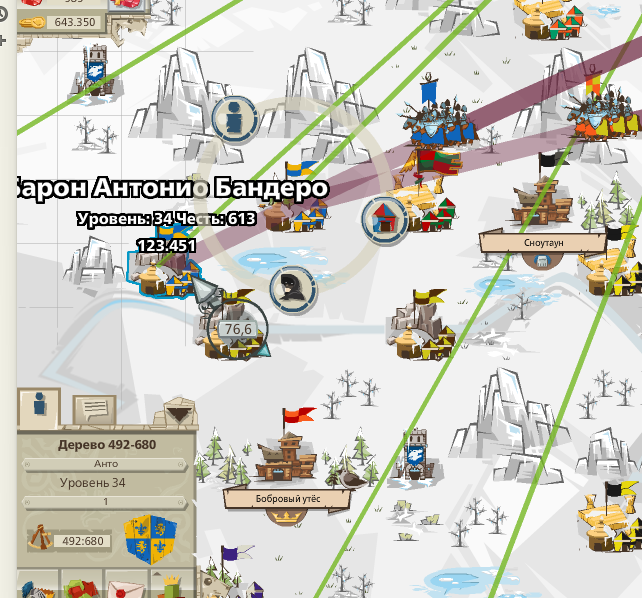 643.350
Барон Антонио Бандеро
Уровень: 34 Честь: 613
123.451
Сноутаун
76,6
Дерево 492-680
Анто
Уровень 34
1
Бобровый утёс
492:680